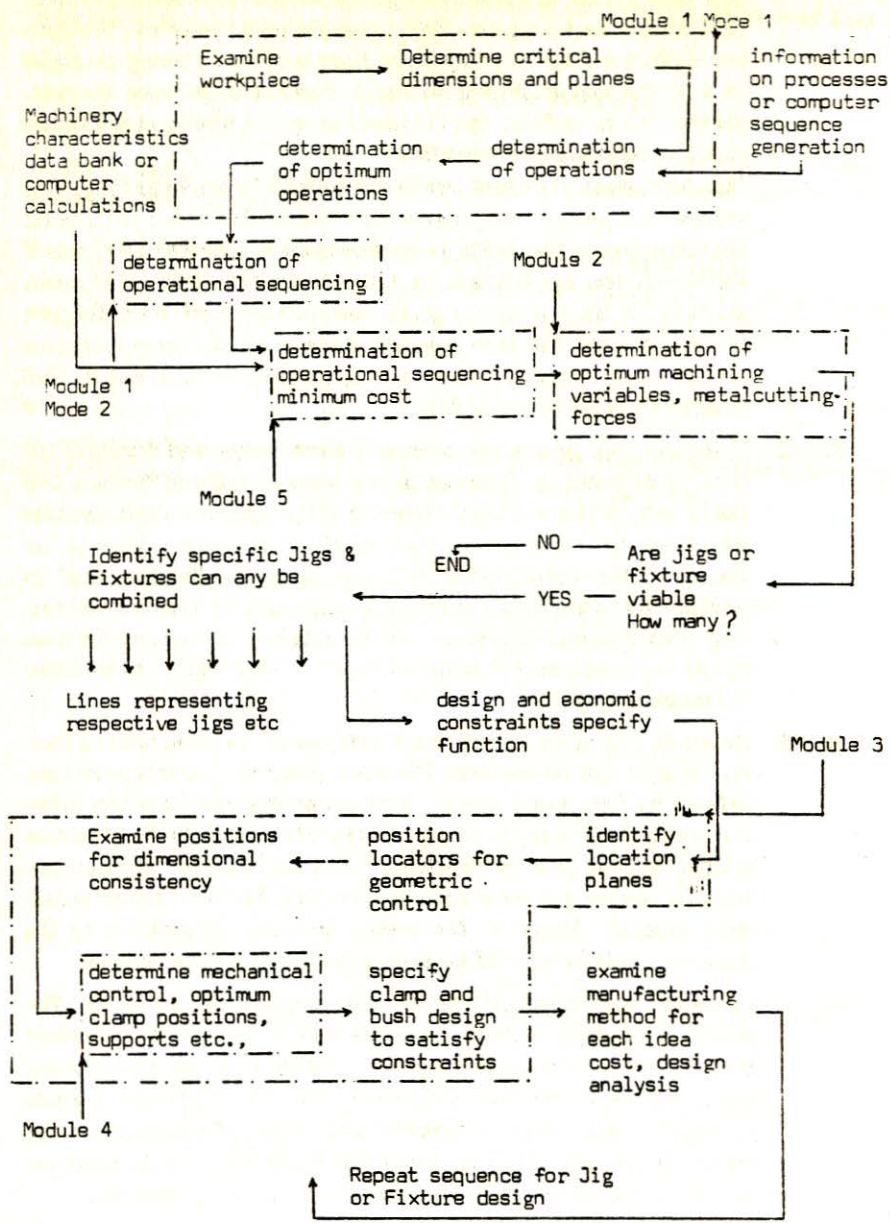 Module 1 Moce 1
Examine
workpiece
Determine critical
dimensions and planes
information
on processes
or computer
sequence
generation
Machinery
characteristics
data bank or
computer
calculations
determination
of optimum
operations
determination
of operations
determination of
operational sequencing
Module 2
determination of
operational sequencing
minimum cost
determination of
optimum machining
variables, metalcutting
forces
Module 1
Mode 2
Module 5
Identify specific Jigs &
Fixtures can any be
combined
NO
END
YES
Are jigs or
fixture
viable
How many ?
Lines representing
respective jigs etc
design and economic
constraints specify
function
Module 3
Examine positions
for dimensional
consistency
position
locators for
geometric
control
identify
location
planes
determine mechanical
control, optimum
clamp positions,
supports etc.,
specify
clamp and
bush design
to satisfy
constraints
examine
manufacturing
method for
each idea
cost, design
analysis
Module 4
Repeat sequence for Jig
or Fixture design